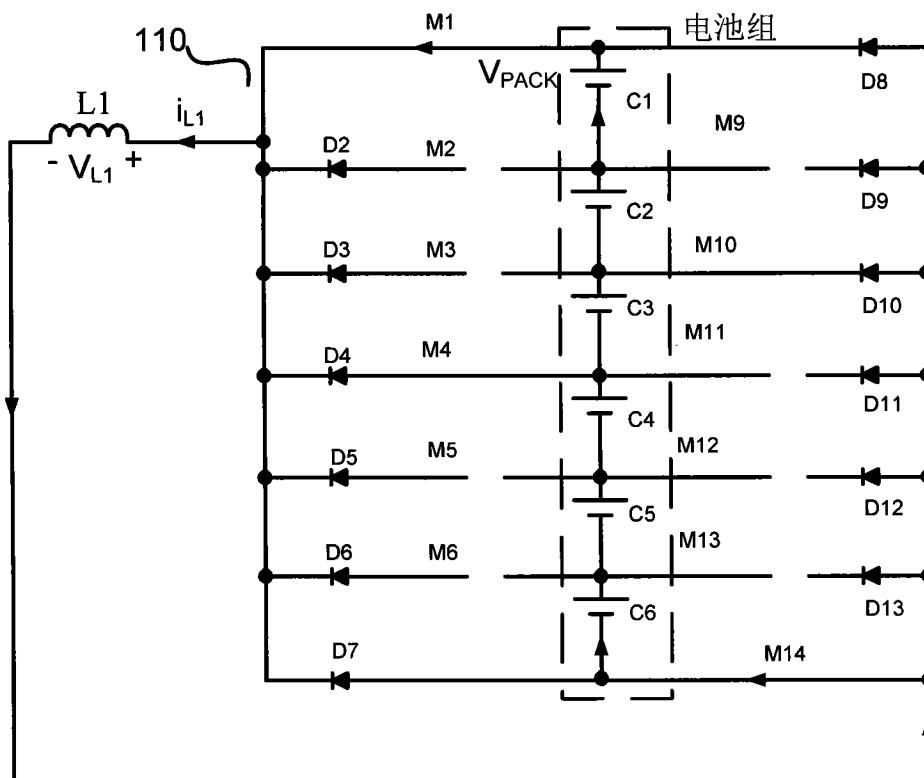 M1
电池组
110
V_PACK
C1
D8
L1
i_L1
M9
- V_L1 +
D2
M2
C2
D9
M10
D3
M3
C3
D10
M11
D4
M4
C4
D11
M12
D5
M5
C5
D12
M13
D6
M6
C6
D13
D7
M14